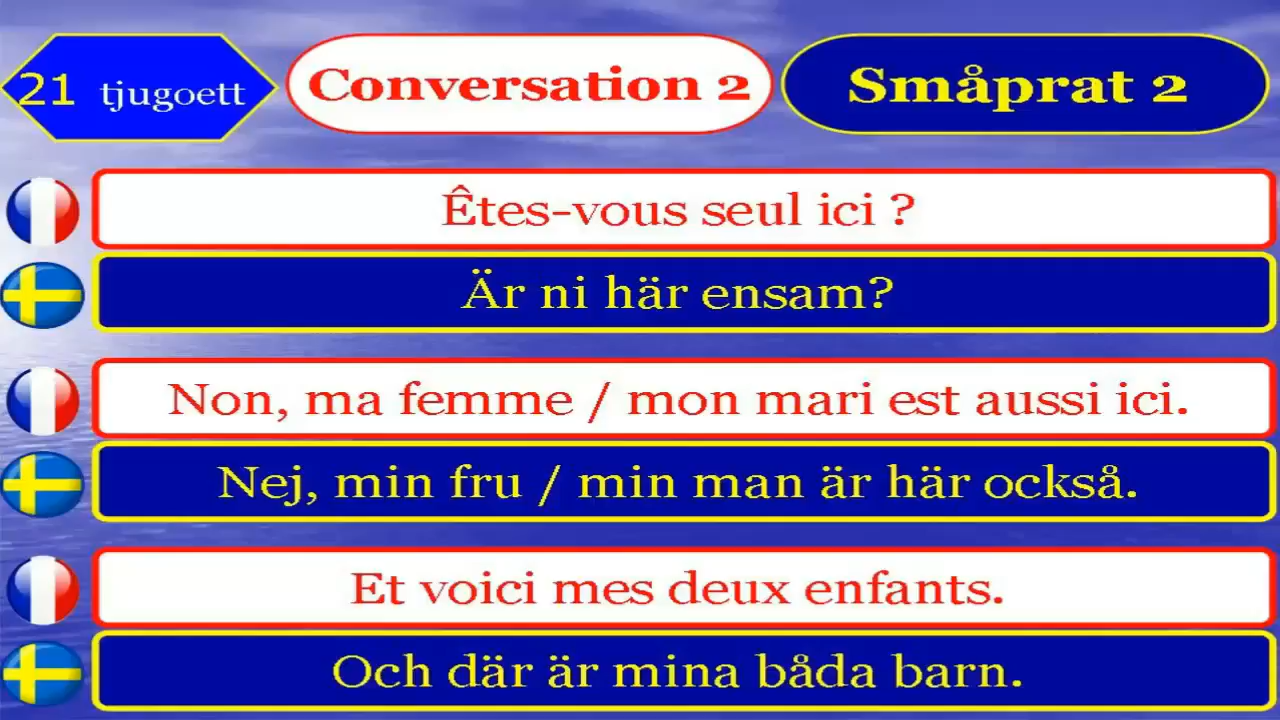 21 tjugoett
Conversation 2
Småprat 2
Êtes-vous seul ici ?
Är ni här ensam?
Non, ma femme / mon mari est aussi ici.
Nej, min fru / min man är här också.
Et voici mes deux enfants.
Och där är mina båda barn.